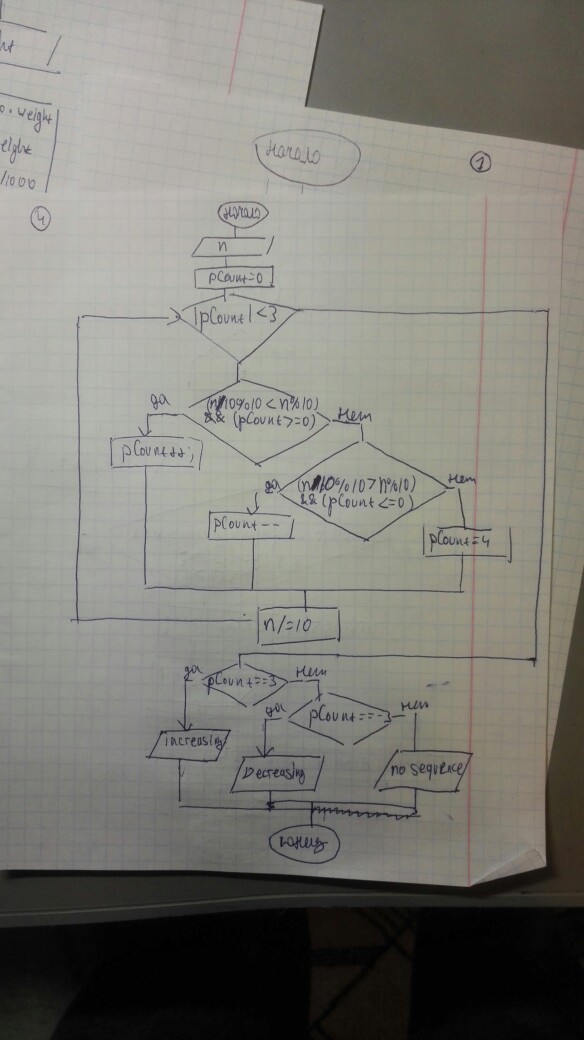 ht
o. weight
eight
/1000
Начало
1
4
Начало
n
pCount=0
|pCount|<3
да
(n/10%10 < n%10)
&& (pCount>=0)
Нет
pCount++;
да
(n/10%10 > n%10)
&& (pCount <=0)
Нет
pCount--
pCount=4
n/=10
да
pCount==3
Нет
да
pCount==-3
Нет
increasing
Decreasing
no sequence
конец